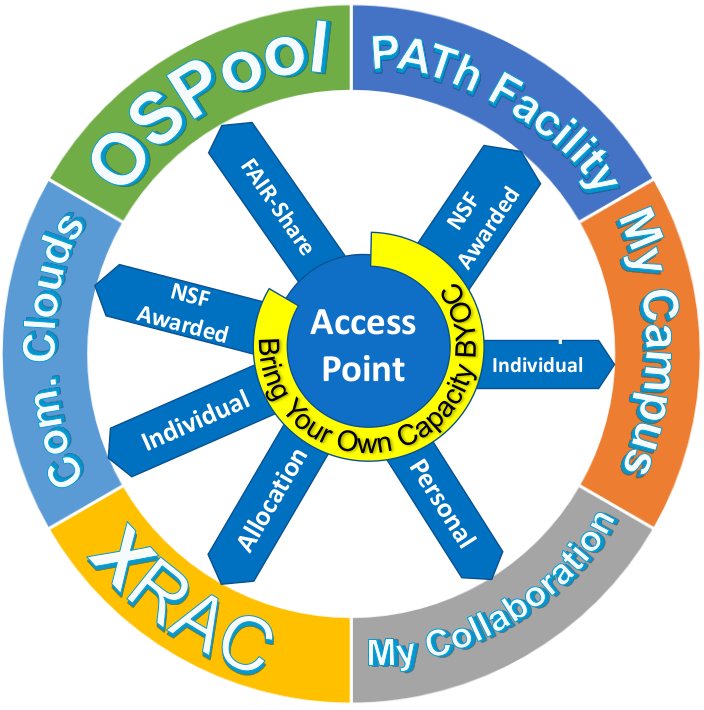 OSPool
PATh Facility
My Campus
My Collaboration
XRAC
Com. Clouds
FAIR-Share
NSF
Awarded
Individual
Personal
Allocation
Individual
NSF
Awarded
Access
Point
Bring Your Own Capacity BYOC